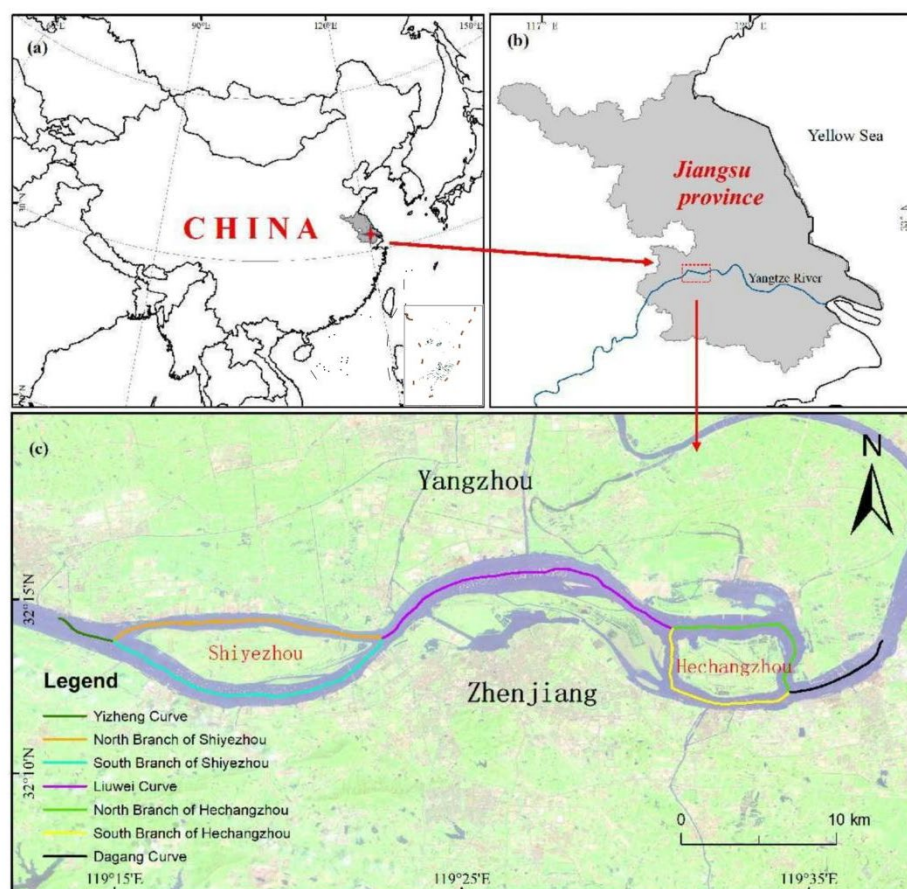 (a)
90°E
120°E
150°E
CHINA
(b)
117° E
Yellow Sea
Jiangsu
province
Yangtze River
(c)
N
Yangzhou
32°15'N
Shiyezhou
Hechangzhou
Zhenjiang
Legend
Yizheng Curve
North Branch of Shiyezhou
South Branch of Shiyezhou
Liuwei Curve
North Branch of Hechangzhou
South Branch of Hechangzhou
Dagang Curve
32°10'N
0
10 km
119°15'E
119°25'E
119°35'E